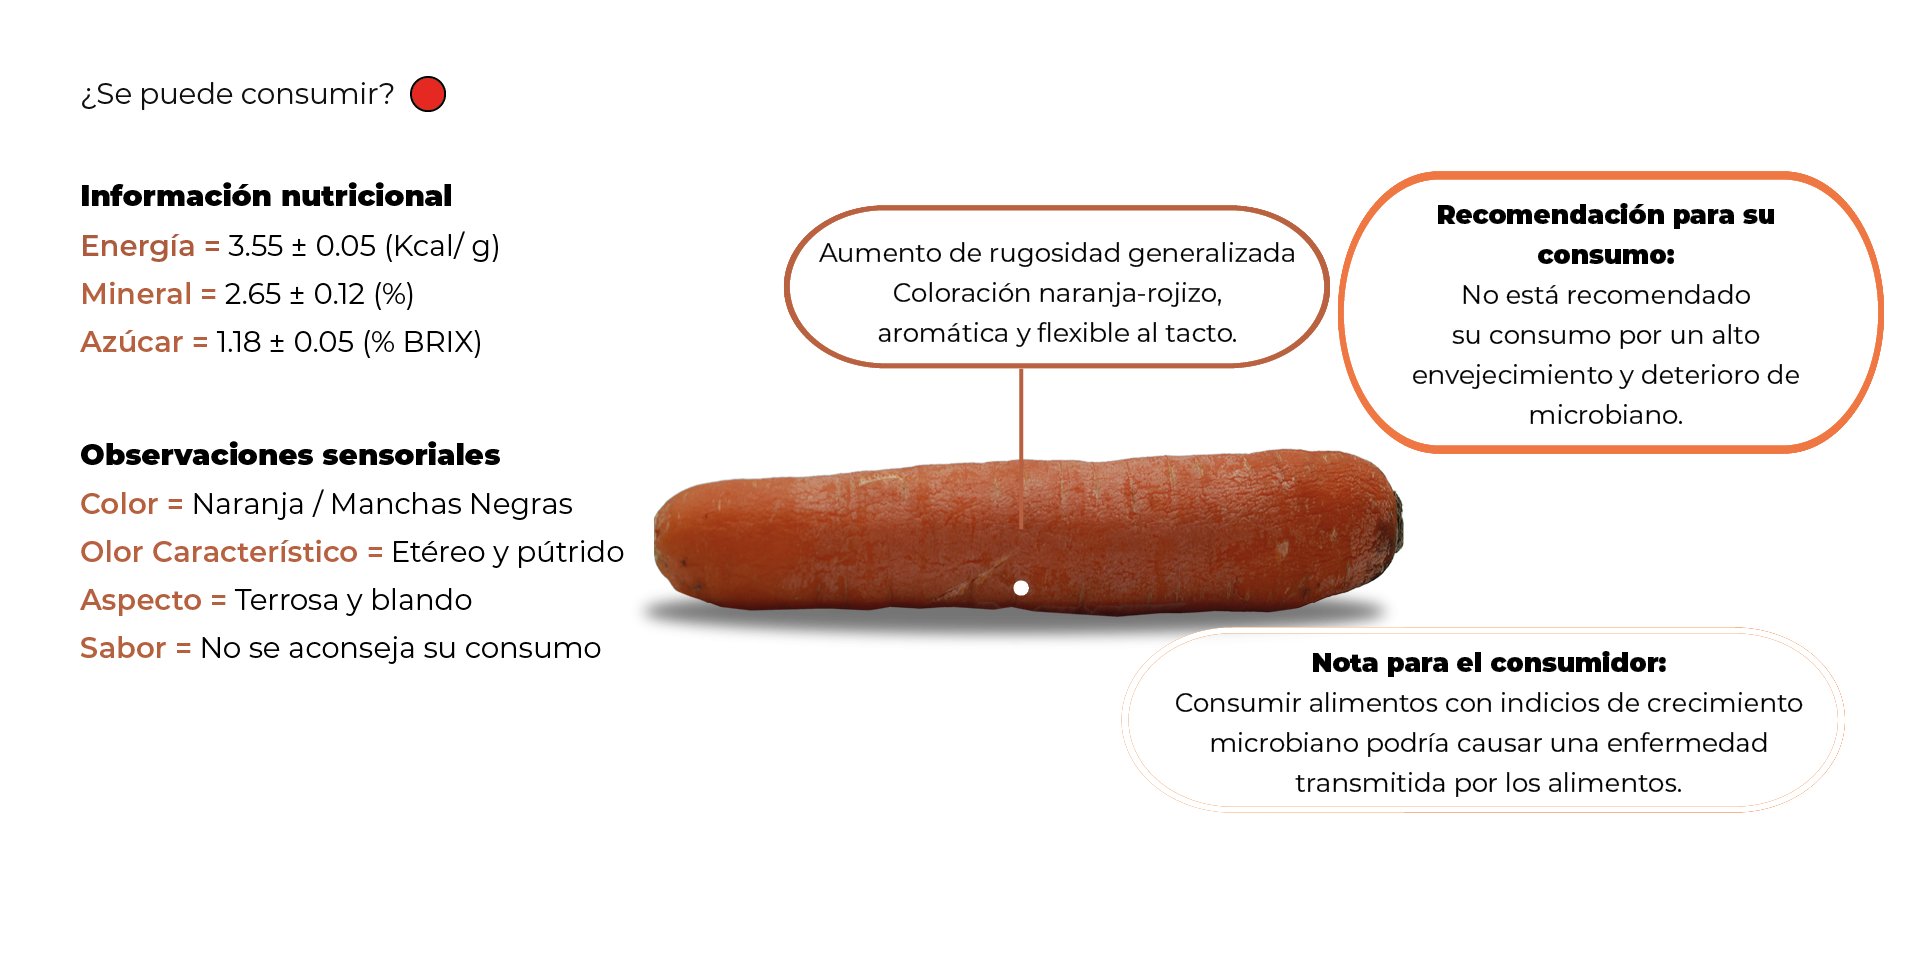 ¿Se puede consumir?
Información nutricional
Energía = 3.55 ± 0.05 (Kcal/ g)
Mineral = 2.65 ± 0.12 (%)
Azúcar = 1.18 ± 0.05 (% BRIX)
Observaciones sensoriales
Color = Naranja / Manchas Negras
Olor Característico = Etéreo y pútrido
Aspecto = Terrosa y blando
Sabor = No se aconseja su consumo
Aumento de rugosidad generalizada
Coloración naranja-rojizo,
aromática y flexible al tacto.
Recomendación para su
consumo:
No está recomendado
su consumo por un alto
envejecimiento y deterioro de
microbiano.
Nota para el consumidor:
Consumir alimentos con indicios de crecimiento
microbiano podría causar una enfermedad
transmitida por los alimentos.